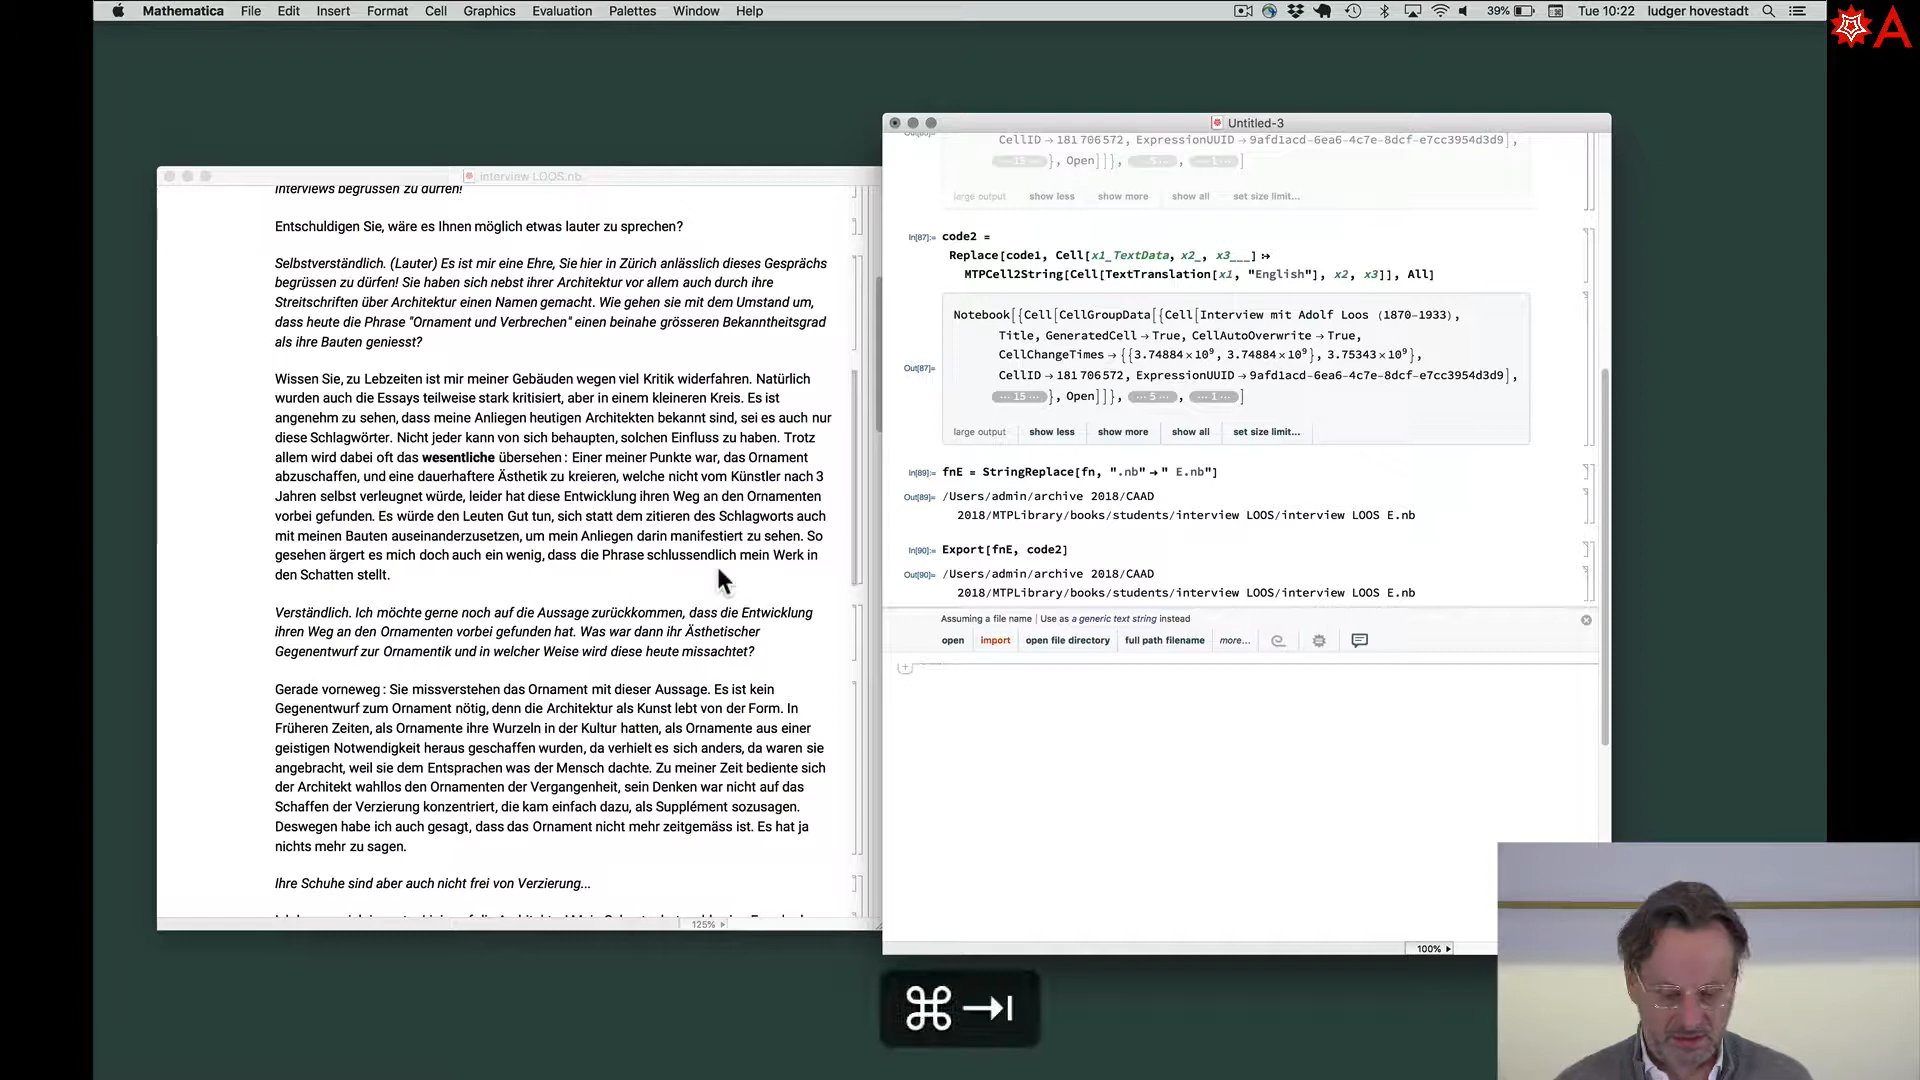 Mathematica File Edit Insert Format Cell Graphics Evaluation Palettes Window Help
39% Tue 10:22 ludger hovestadt
A
interview LOOS.nb
Interviews begrüssen zu dürfen!
Entschuldigen Sie, wäre es Ihnen möglich etwas lauter zu sprechen?
Selbstverständlich. (Lauter) Es ist mir eine Ehre, Sie hier in Zürich anlässlich dieses Gesprächs
begrüssen zu dürfen! Sie haben sich nebst ihrer Architektur vor allem auch durch ihre
Streitschriften über Architektur einen Namen gemacht. Wie gehen sie mit dem Umstand um,
dass heute die Phrase "Ornament und Verbrechen" einen beinahe grösseren Bekanntheitsgrad
als ihre Bauten geniesst?
Wissen Sie, zu Lebzeiten ist mir meiner Gebäuden wegen viel Kritik widerfahren. Natürlich
wurden auch die Essays teilweise stark kritisiert, aber in einem kleineren Kreis. Es ist
angenehm zu sehen, dass meine Anliegen heutigen Architekten bekannt sind, sei es auch nur
diese Schlagwörter. Nicht jeder kann von sich behaupten, solchen Einfluss zu haben. Trotz
allem wird dabei oft das wesentliche übersehen : Einer meiner Punkte war, das Ornament
abzuschaffen, und eine dauerhaftere Ästhetik zu kreieren, welche nicht vom Künstler nach 3
Jahren selbst verleugnet würde, leider hat diese Entwicklung ihren Weg an den Ornamenten
vorbei gefunden. Es würde den Leuten Gut tun, sich statt dem zitieren des Schlagworts auch
mit meinen Bauten auseinanderzusetzen, um mein Anliegen darin manifestiert zu sehen. So
gesehen ärgert es mich doch auch ein wenig, dass die Phrase schlussendlich mein Werk in
den Schatten stellt.
Verständlich. Ich möchte gerne noch auf die Aussage zurückkommen, dass die Entwicklung
ihren Weg an den Ornamenten vorbei gefunden hat. Was war dann ihr Ästhetischer
Gegenentwurf zur Ornamentik und in welcher Weise wird diese heute missachtet?
Gerade vorneweg : Sie missverstehen das Ornament mit dieser Aussage. Es ist kein
Gegenentwurf zum Ornament nötig, denn die Architektur als Kunst lebt von der Form. In
Früheren Zeiten, als Ornamente ihre Wurzeln in der Kultur hatten, als Ornamente aus einer
geistigen Notwendigkeit heraus geschaffen wurden, da verhielt es sich anders, da waren sie
angebracht, weil sie dem Entsprachen was der Mensch dachte. Zu meiner Zeit bediente sich
der Architekt wahllos den Ornamenten der Vergangenheit, sein Denken war nicht auf das
Schaffen der Verzierung konzentriert, die kam einfach dazu, als Supplément sozusagen.
Deswegen habe ich auch gesagt, dass das Ornament nicht mehr zeitgemäss ist. Es hat ja
nichts mehr zu sagen.
Ihre Schuhe sind aber auch nicht frei von Verzierung...
125%
Untitled-3
CellID → 181 706 572, ExpressionUUID → 9afd1acd-6ea6-4c7e-8dcf-e7cc3954d3d9],
··· 15 ··· }, Open]]}, ··· 5 ··· , ··· 1 ··· ]
large output show less show more show all set size limit...
In[87]:= code2 =
Replace[code1, Cell[x1_TextData, x2_, x3___] :>
MTPCell2String[Cell[TextTranslation[x1, "English"], x2, x3]], All]
Notebook[{Cell[CellGroupData[{Cell[Interview mit Adolf Loos (1870-1933),
Title, GeneratedCell → True, CellAutoOverwrite → True,
CellChangeTimes → {{3.74884×10⁹, 3.74884×10⁹}, 3.75343×10⁹},
Out[87]= CellID → 181 706 572, ExpressionUUID → 9afd1acd-6ea6-4c7e-8dcf-e7cc3954d3d9],
··· 15 ··· }, Open]]}, ··· 5 ··· , ··· 1 ··· ]
large output show less show more show all set size limit...
In[89]:= fnE = StringReplace[fn, ".nb" → " E.nb"]
Out[89]= /Users/admin/archive 2018/CAAD
2018/MTPLibrary/books/students/interview LOOS/interview LOOS E.nb
In[90]:= Export[fnE, code2]
Out[90]= /Users/admin/archive 2018/CAAD
2018/MTPLibrary/books/students/interview LOOS/interview LOOS E.nb
Assuming a file name | Use as a generic text string instead
open import open file directory full path filename more...
100%
⌘ →|